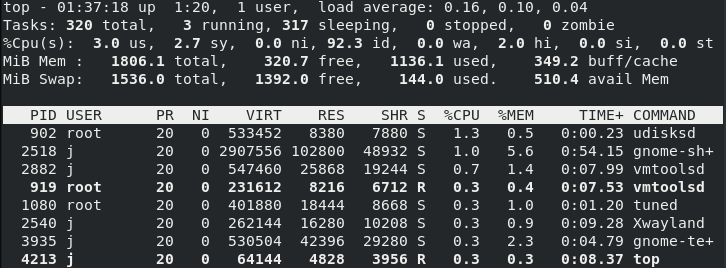 top - 01:37:18 up  1:20,  1 user,  load average: 0.16, 0.10, 0.04
Tasks: 320 total,   3 running, 317 sleeping,   0 stopped,   0 zombie
%Cpu(s):  3.0 us,  2.7 sy,  0.0 ni, 92.3 id,  0.0 wa,  2.0 hi,  0.0 si,  0.0 st
MiB Mem :   1806.1 total,    320.7 free,   1136.1 used,    349.2 buff/cache
MiB Swap:   1536.0 total,   1392.0 free,    144.0 used.    510.4 avail Mem
PID USER      PR  NI    VIRT    RES    SHR S  %CPU  %MEM     TIME+ COMMAND
902 root      20   0  533452   8380   7880 S   1.3   0.5   0:00.23 udisksd
2518 j         20   0 2907556 102800  48932 S   1.0   5.6   0:54.15 gnome-sh+
2882 j         20   0  547460  25868  19244 S   0.7   1.4   0:07.99 vmtoolsd
919 root      20   0  231612   8216   6712 R   0.3   0.4   0:07.53 vmtoolsd
1080 root      20   0  401880  18444   8668 S   0.3   1.0   0:01.20 tuned
2540 j         20   0  262144  16280  10208 S   0.3   0.9   0:09.28 Xwayland
3935 j         20   0  530504  42396  29280 S   0.3   2.3   0:04.79 gnome-te+
4213 j         20   0   64144   4828   3956 R   0.3   0.3   0:08.37 top